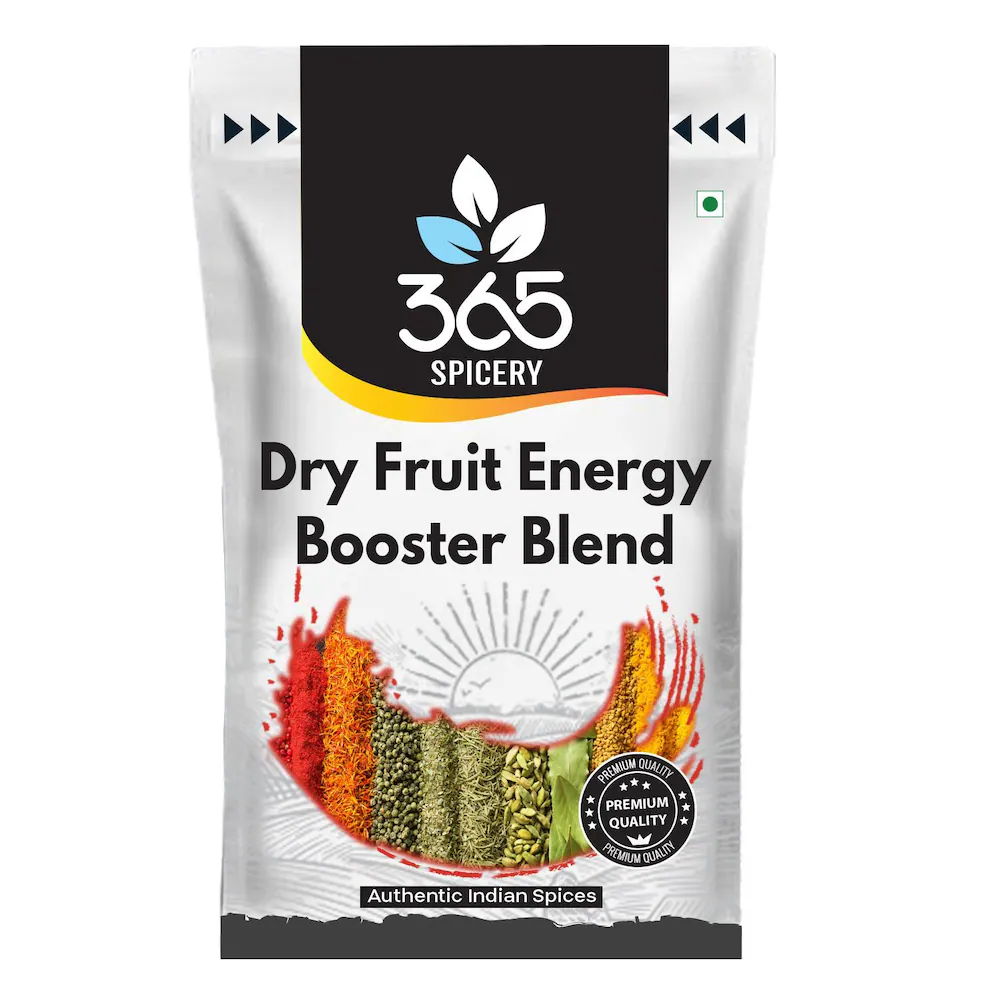 365
SPICERY
Dry Fruit Energy
Booster Blend
PREMIUM QUALITY
PREMIUM
QUALITY
PREMIUM QUALITY
Authentic Indian Spices